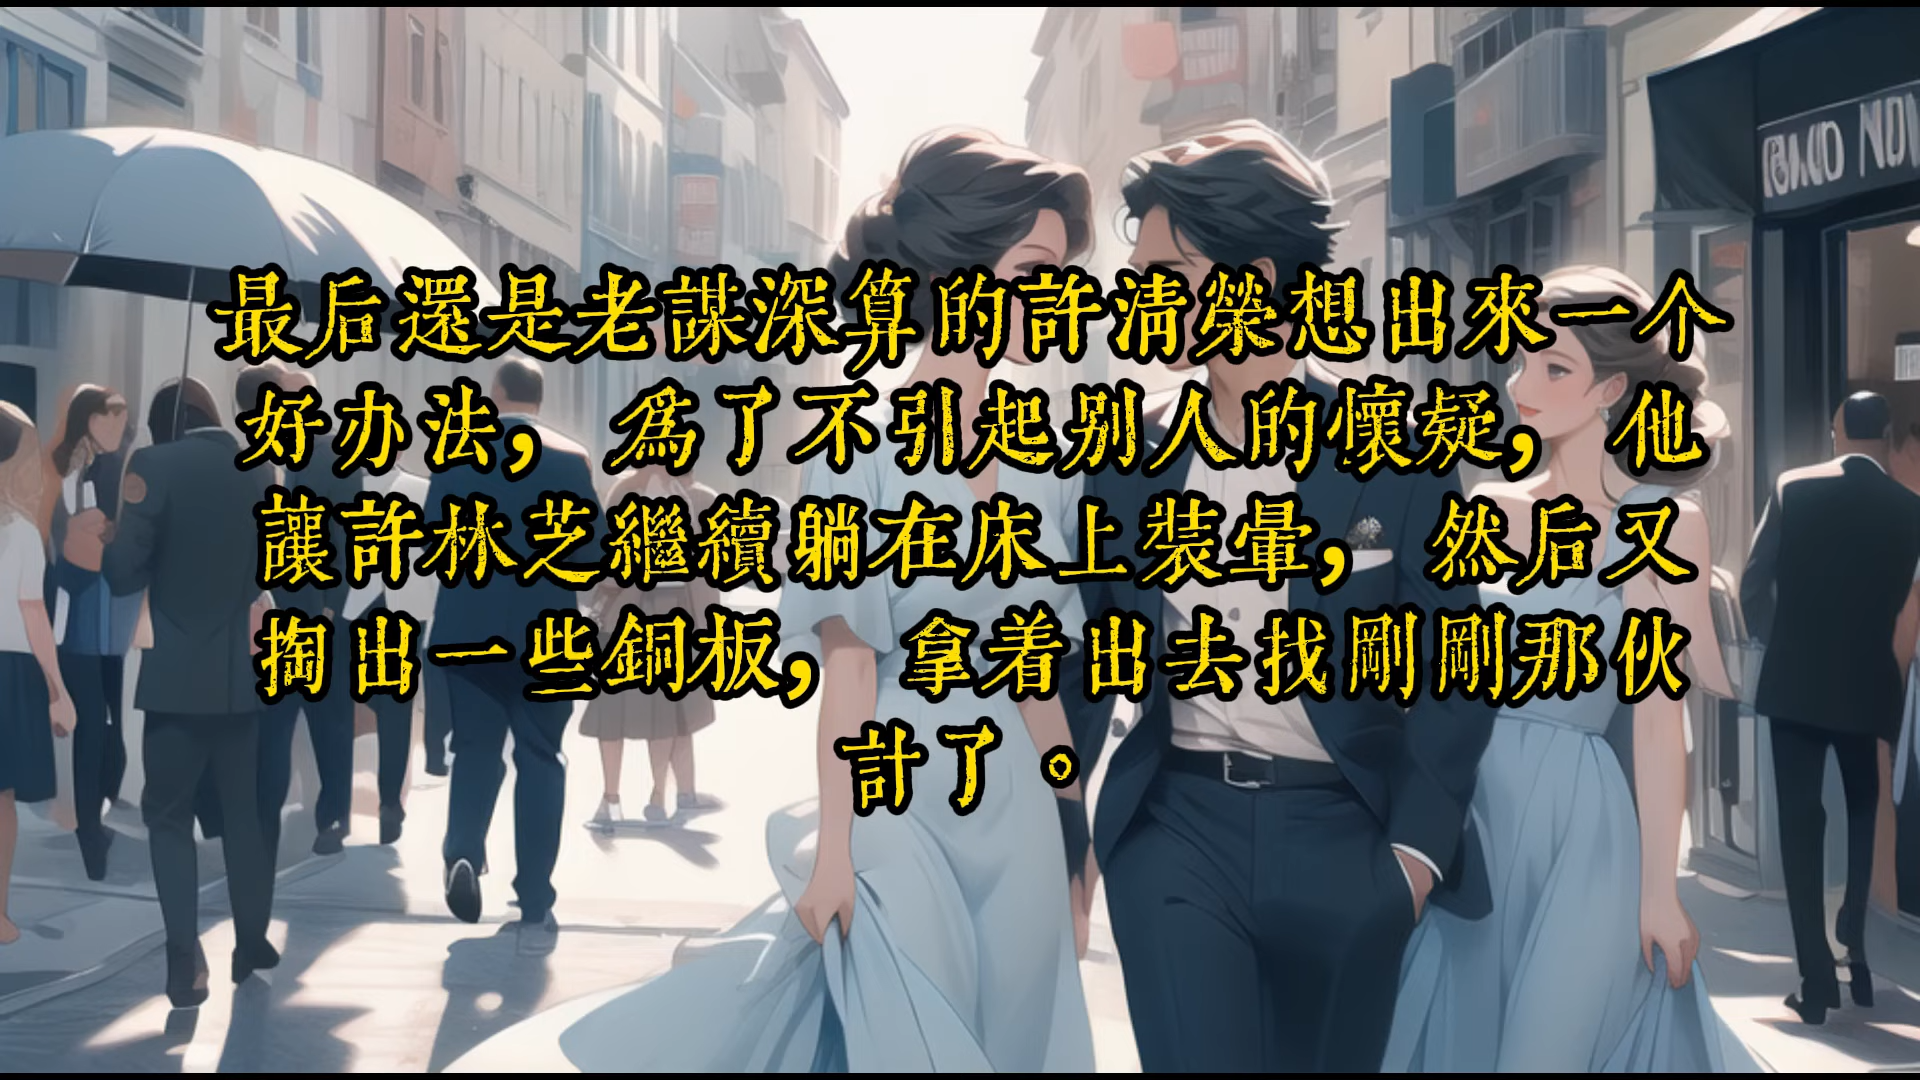 最后還是老謀深算的許清榮想出來一个
好办法，為了不引起别人的懷疑，他
讓許林芝繼續躺在床上裝暈，然后又
掏出一些銅板，拿着出去找剛剛那伙
計了。